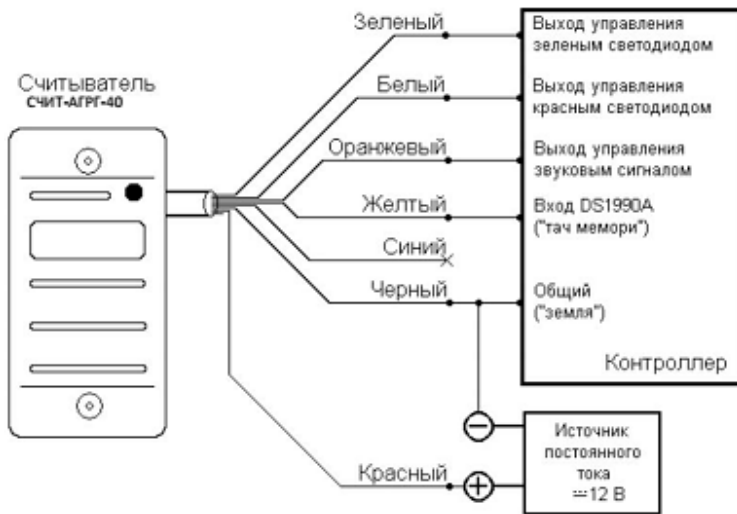 Считыватель
СЧИТ-АГРГ-40
Зеленый
Белый
Оранжевый
Желтый
Синий
Черный
Красный
Выход управления
зеленым светодиодом
Выход управления
красным светодиодом
Выход управления
звуковым сигналом
Вход DS1990A
("тач мемори")
Общий
("земля")
Контроллер
Источник
постоянного
тока
⎓12 В